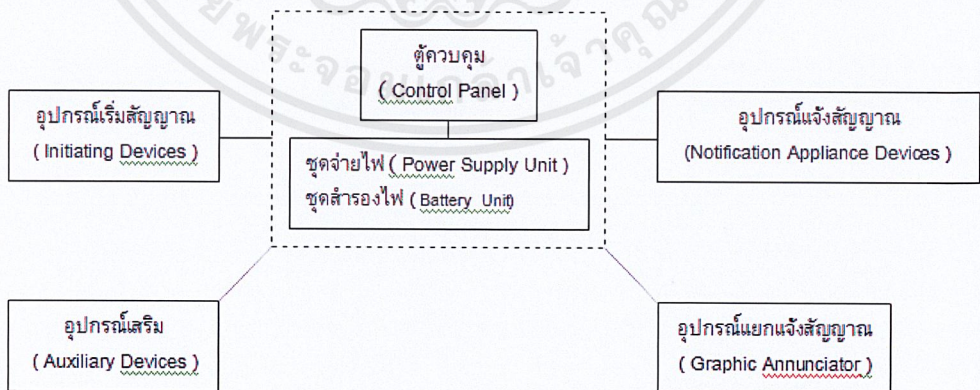 ตู้ควบคุม
( Control Panel )
อุปกรณ์เริ่มสัญญาณ
( Initiating Devices )
ชุดจ่ายไฟ ( Power Supply Unit )
ชุดสำรองไฟ ( Battery Unit)
อุปกรณ์แจ้งสัญญาณ
(Notification Appliance Devices )
อุปกรณ์เสริม
( Auxiliary Devices )
อุปกรณ์แยกแจ้งสัญญาณ
( Graphic Annunciator )